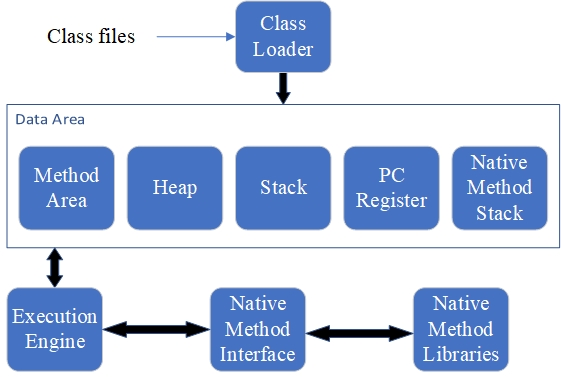 Class files
Class
Loader
Data Area
Method
Area
Heap
Stack
PC
Register
Native
Method
Stack
Execution
Engine
Native
Method
Interface
Native
Method
Libraries